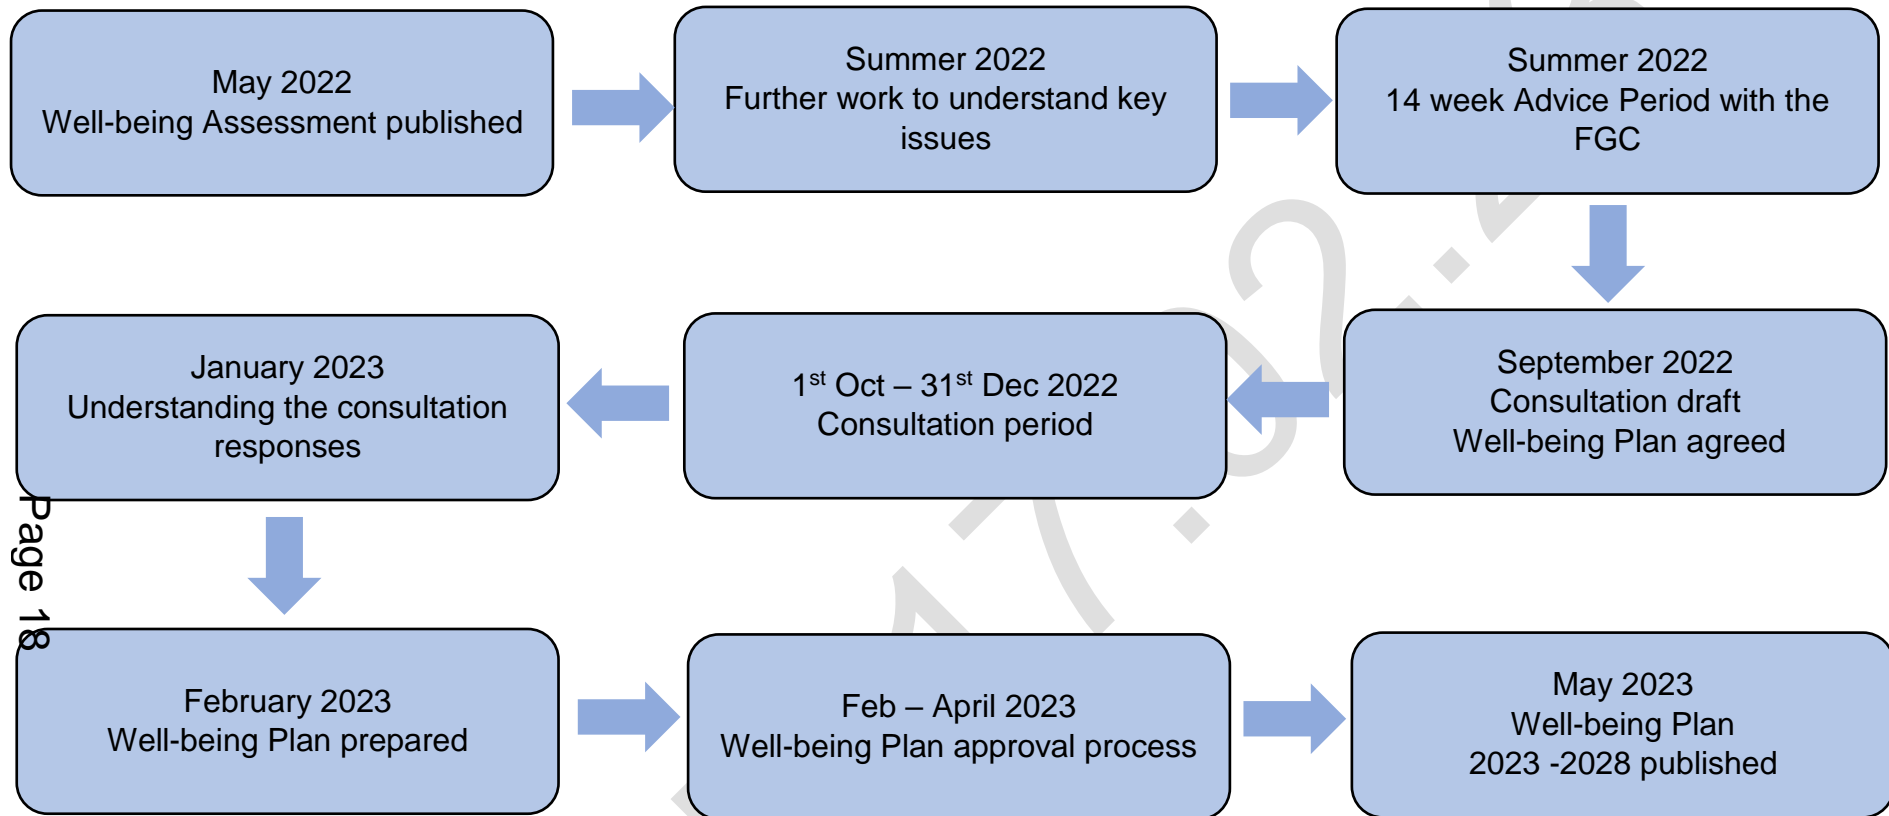 May 2022
Well-being Assessment published
Summer 2022
Further work to understand key
issues
Summer 2022
14 week Advice Period with the
FGC
September 2022
Consultation draft
Well-being Plan agreed
1st Oct – 31st Dec 2022
Consultation period
January 2023
Understanding the consultation
responses
February 2023
Well-being Plan prepared
Feb – April 2023
Well-being Plan approval process
May 2023
Well-being Plan
2023 -2028 published
Page 18
17.02.2